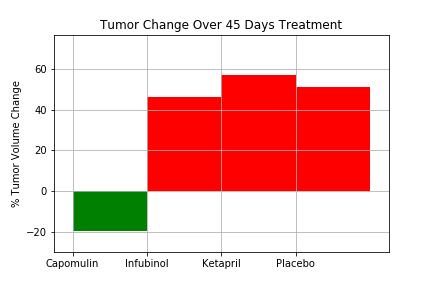 Tumor Change Over 45 Days Treatment
% Tumor Volume Change
60
40
20
0
−20
Capomulin Infubinol Ketapril Placebo